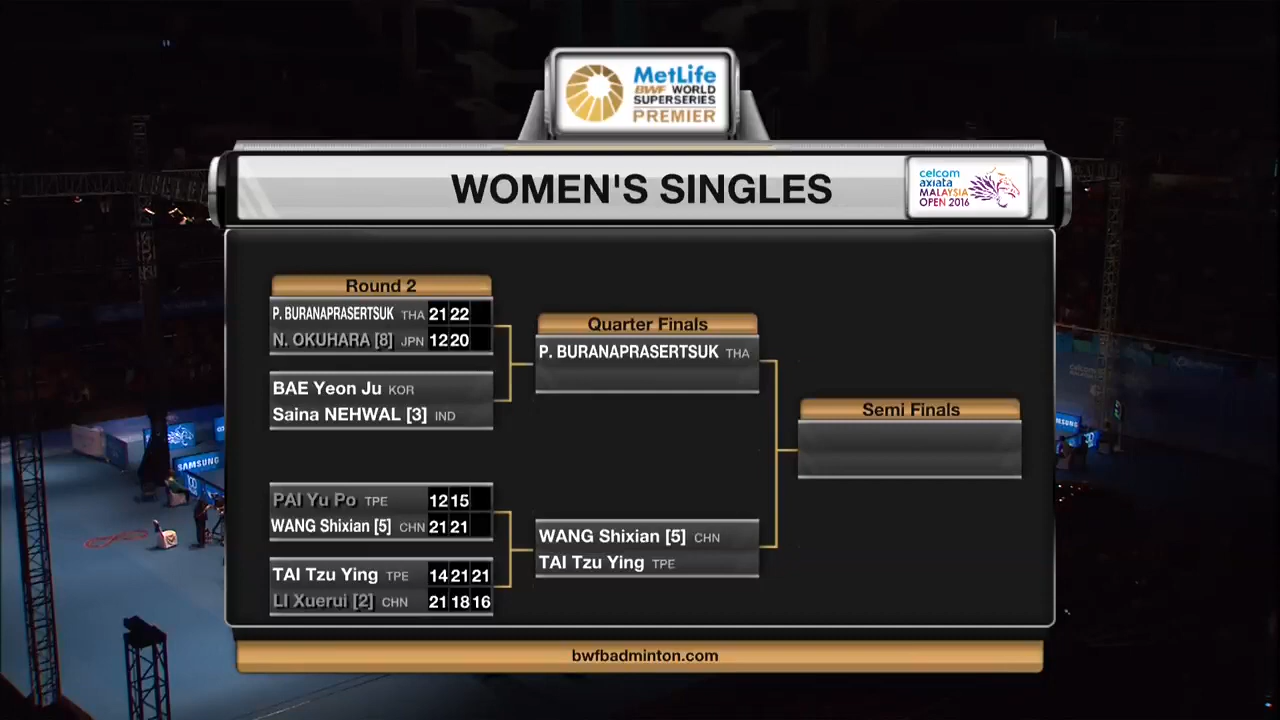 MetLife
BWF WORLD
SUPERSERIES
PREMIER
WOMEN'S SINGLES
celcom
axiata
MALAYSIA
OPEN 2016
Round 2
P. BURANAPRASERTSUK THA 21 22
N. OKUHARA [8] JPN 12 20
BAE Yeon Ju KOR
Saina NEHWAL [3] IND
PAI Yu Po TPE 12 15
WANG Shixian [5] CHN 21 21
TAI Tzu Ying TPE 14 21 21
LI Xuerui [2] CHN 21 18 16
Quarter Finals
P. BURANAPRASERTSUK THA
WANG Shixian [5] CHN
TAI Tzu Ying TPE
Semi Finals
SAMSUNG
bwfbadminton.com